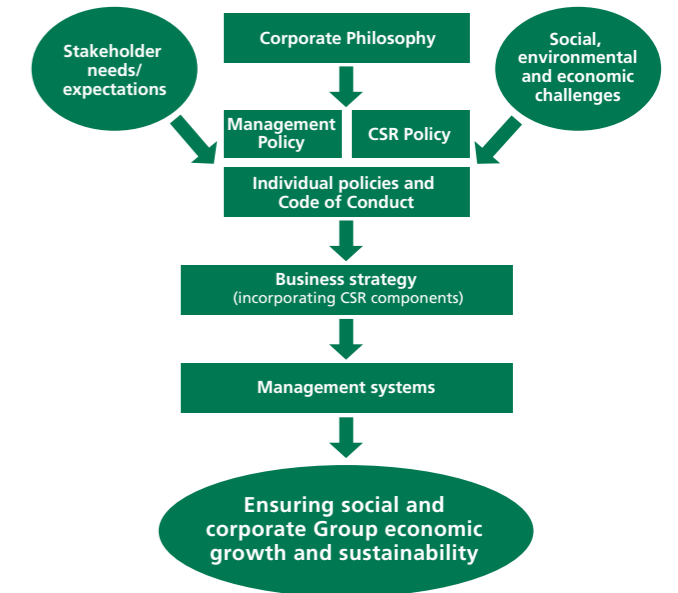 Stakeholder
needs/
expectations
Corporate Philosophy
Social,
environmental
and economic
challenges
Management
Policy
CSR Policy
Individual policies and
Code of Conduct
Business strategy
(incorporating CSR components)
Management systems
Ensuring social and
corporate Group economic
growth and sustainability